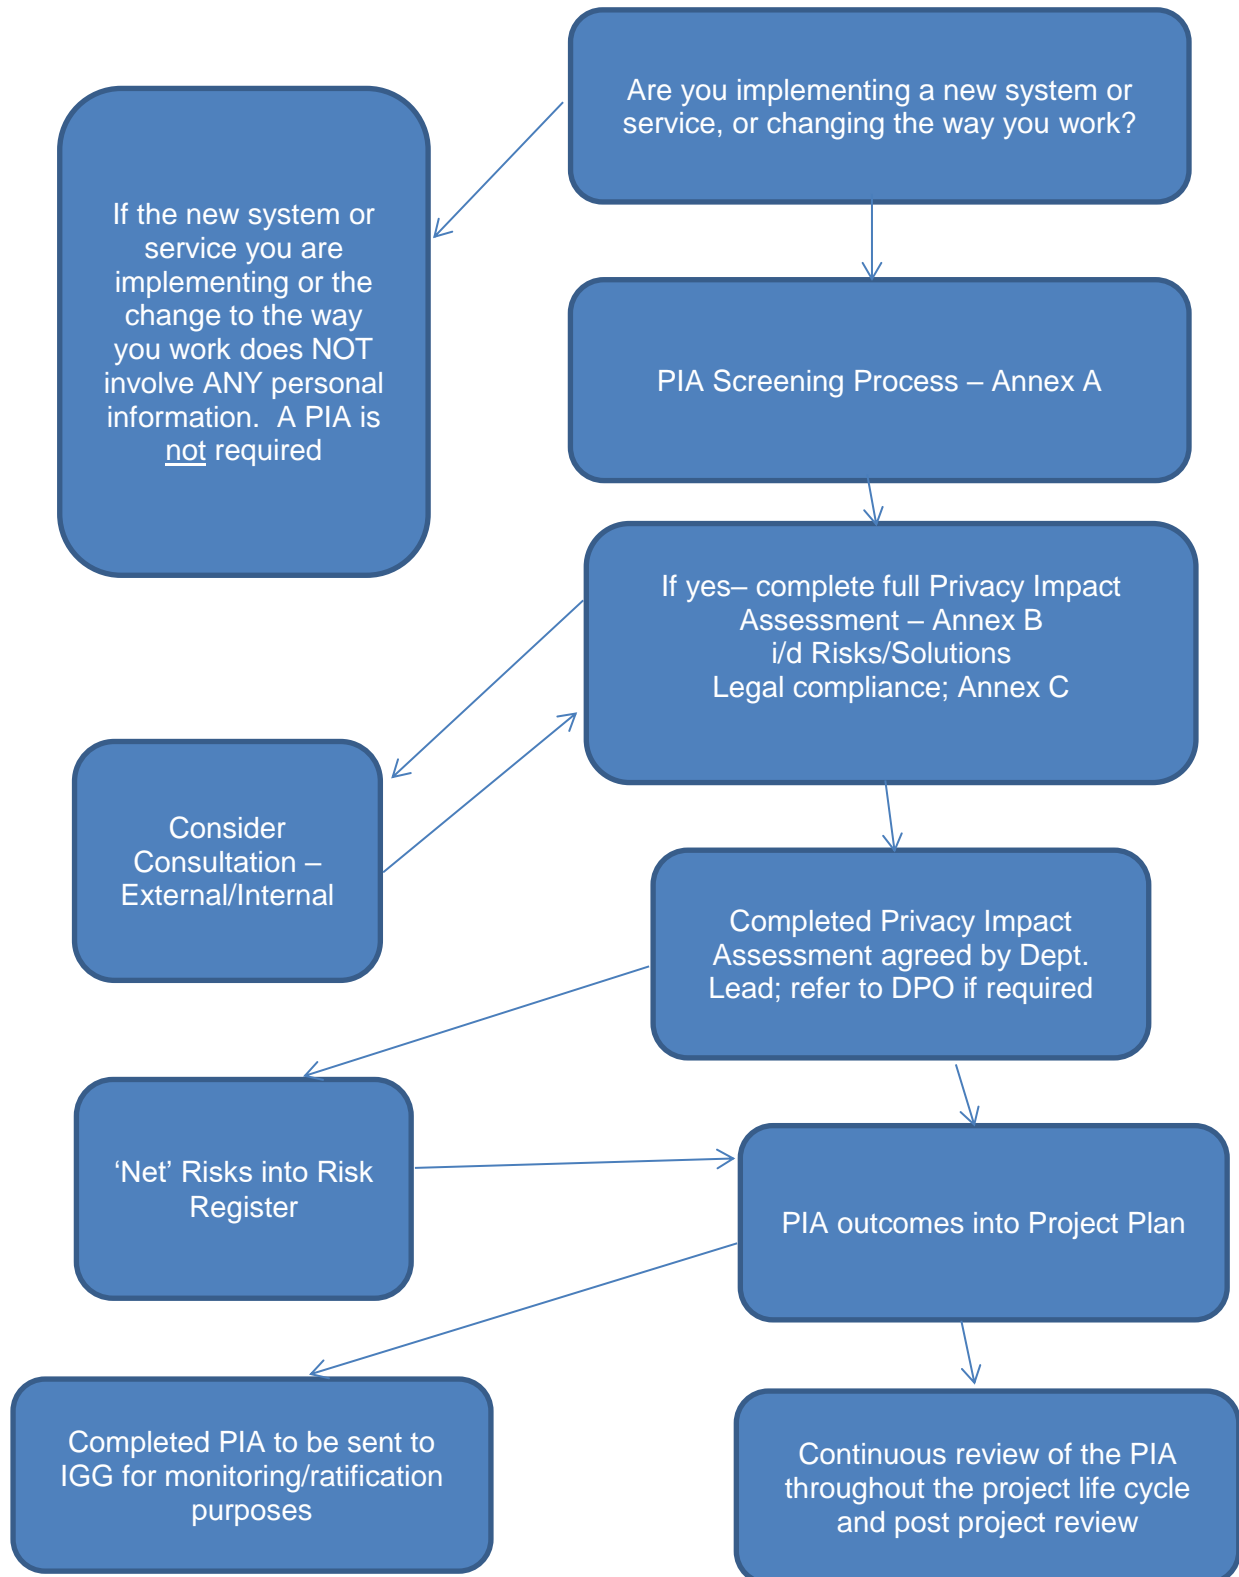 Are you implementing a new system or
service, or changing the way you work?
If the new system or
service you are
implementing or the
change to the way
you work does NOT
involve ANY personal
information.  A PIA is
not required
PIA Screening Process – Annex A
If yes– complete full Privacy Impact
Assessment – Annex B
i/d Risks/Solutions
Legal compliance; Annex C
Consider
Consultation –
External/Internal
Completed Privacy Impact
Assessment agreed by Dept.
Lead; refer to DPO if required
‘Net’ Risks into Risk
Register
PIA outcomes into Project Plan
Completed PIA to be sent to
IGG for monitoring/ratification
purposes
Continuous review of the PIA
throughout the project life cycle
and post project review